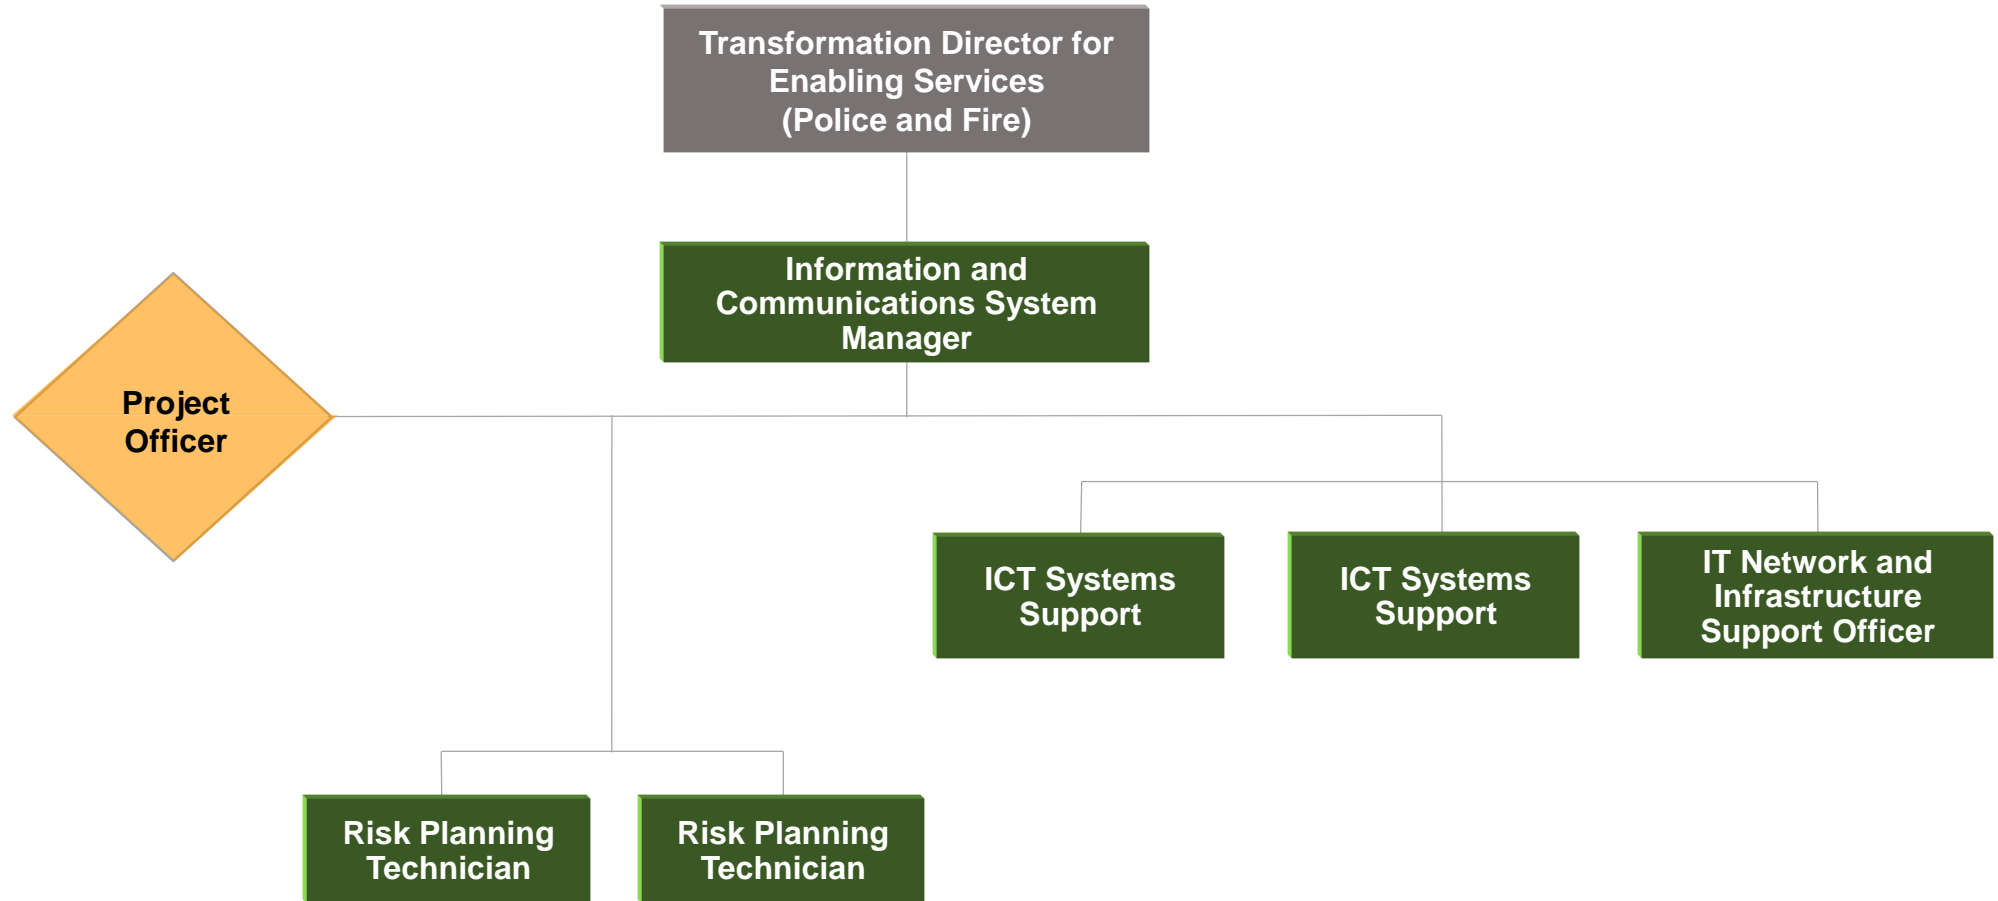 Transformation Director for
Enabling Services
(Police and Fire)
Information and
Communications System
Manager
Project
Officer
ICT Systems
Support
ICT Systems
Support
IT Network and
Infrastructure
Support Officer
Risk Planning
Technician
Risk Planning
Technician